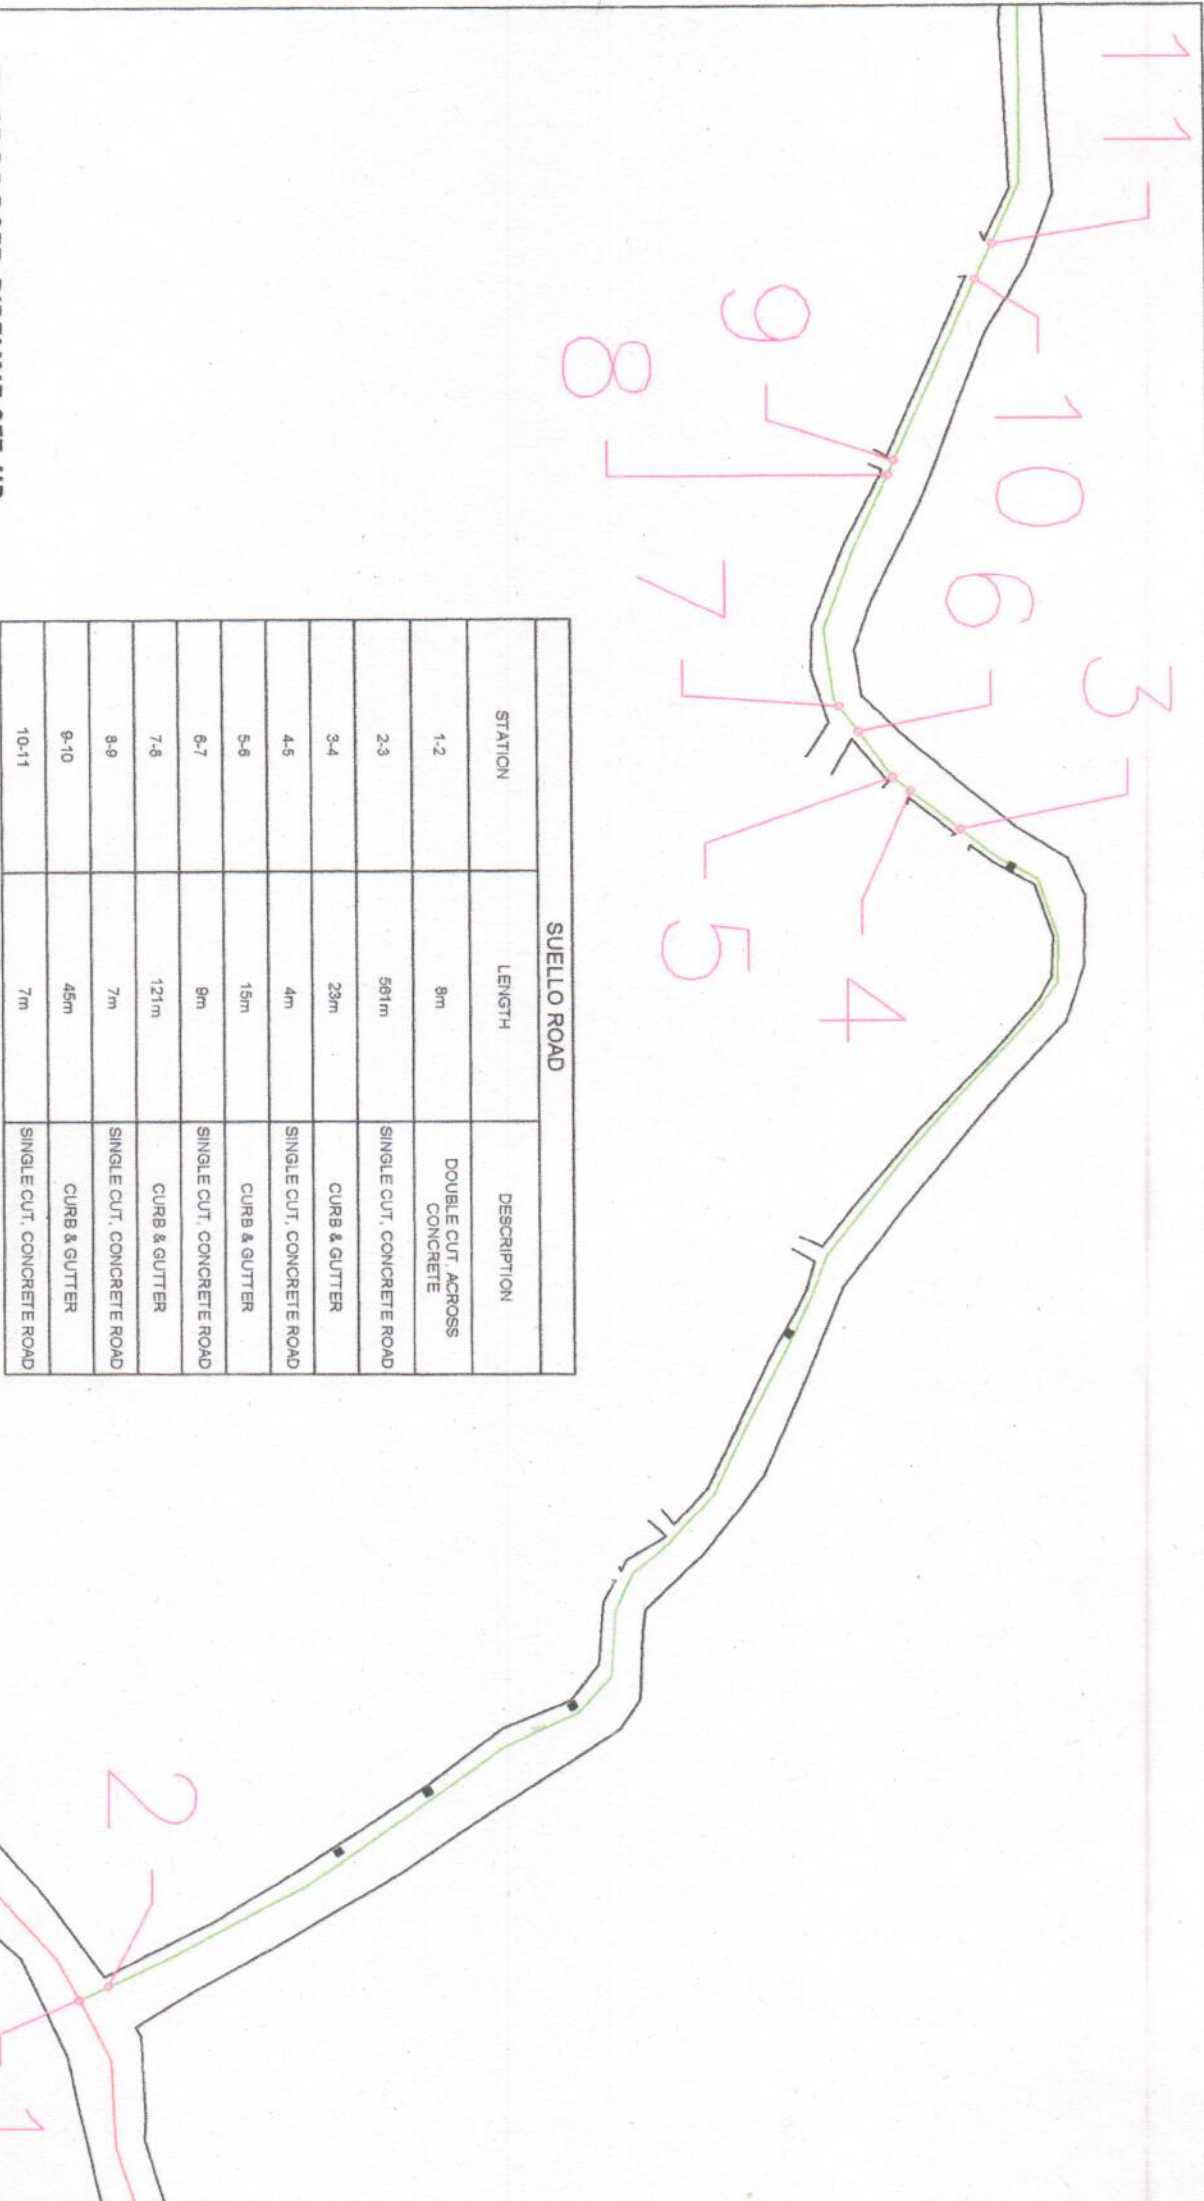 SUELLO ROAD
STATION LENGTH DESCRIPTION
1-2 8m DOUBLE CUT, ACROSS
CONCRETE
2-3 561m SINGLE CUT, CONCRETE ROAD
3-4 23m CURB & GUTTER
4-5 4m SINGLE CUT, CONCRETE ROAD
5-6 15m CURB & GUTTER
6-7 9m SINGLE CUT, CONCRETE ROAD
7-8 121m CURB & GUTTER
8-9 7m SINGLE CUT, CONCRETE ROAD
9-10 45m CURB & GUTTER
10-11 7m SINGLE CUT, CONCRETE ROAD
11
10
9
8
7
6
3
5
4
2
1